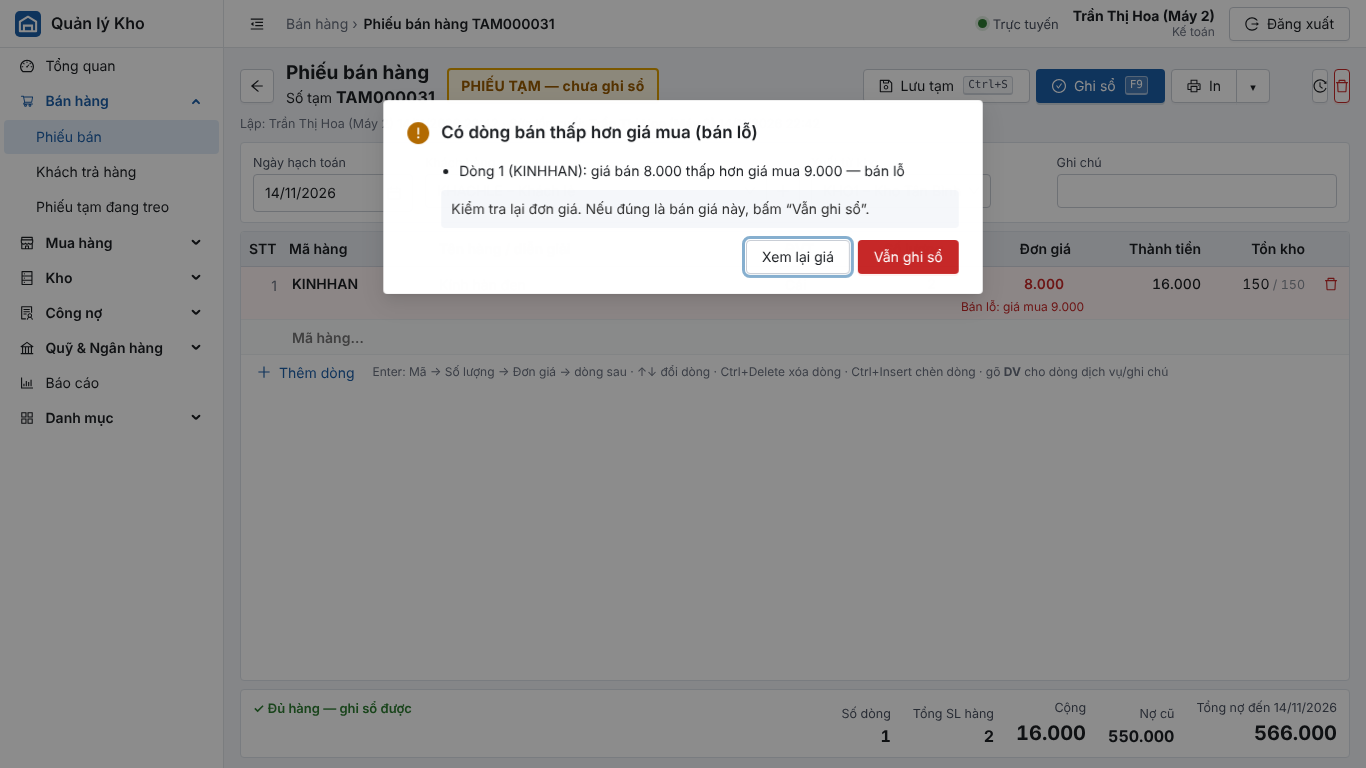 Quản lý Kho
Bán hàng › Phiếu bán hàng TAM000031
Trực tuyến
Trần Thị Hoa (Máy 2)
Kế toán
Đăng xuất
Tổng quan
Bán hàng
Phiếu bán
Khách trả hàng
Phiếu tạm đang treo
Mua hàng
Kho
Công nợ
Quỹ & Ngân hàng
Báo cáo
Danh mục
Phiếu bán hàng
Số tạm TAM000031
PHIẾU TẠM — chưa ghi sổ
Lưu tạm Ctrl+S
Ghi sổ F9
In
Lập: Trần Thị Hoa (Máy
Ngày hạch toán
14/11/2026
Ghi chú
Có dòng bán thấp hơn giá mua (bán lỗ)
• Dòng 1 (KINHHAN): giá bán 8.000 thấp hơn giá mua 9.000 — bán lỗ
Kiểm tra lại đơn giá. Nếu đúng là bán giá này, bấm “Vẫn ghi sổ”.
Xem lại giá
Vẫn ghi sổ
STT Mã hàng Đơn giá Thành tiền Tồn kho
1 KINHHAN 8.000 16.000 150 / 150
Bán lỗ: giá mua 9.000
Mã hàng...
+ Thêm dòng
Enter: Mã → Số lượng → Đơn giá → dòng sau · ↑↓ đổi dòng · Ctrl+Delete xóa dòng · Ctrl+Insert chèn dòng · gõ DV cho dòng dịch vụ/ghi chú
✓ Đủ hàng — ghi sổ được
Số dòng
1
Tổng SL hàng
2
Cộng
16.000
Nợ cũ
550.000
Tổng nợ đến 14/11/2026
566.000